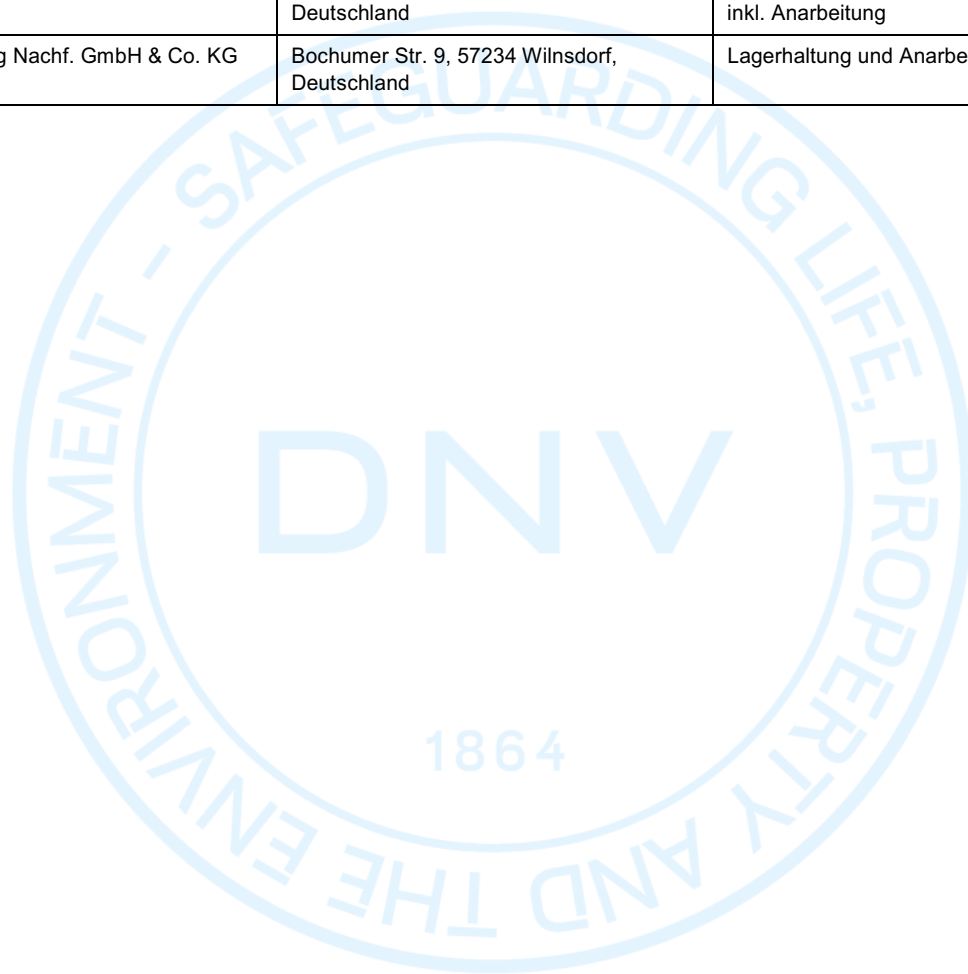 Deutschland
inkl. Anarbeitung
g Nachf. GmbH & Co. KG
Bochumer Str. 9, 57234 Wilnsdorf,
Deutschland
Lagerhaltung und Anarbe
SAFEGUARDING LIFE, PROPERTY AND THE ENVIRONMENT –
DNV
1864